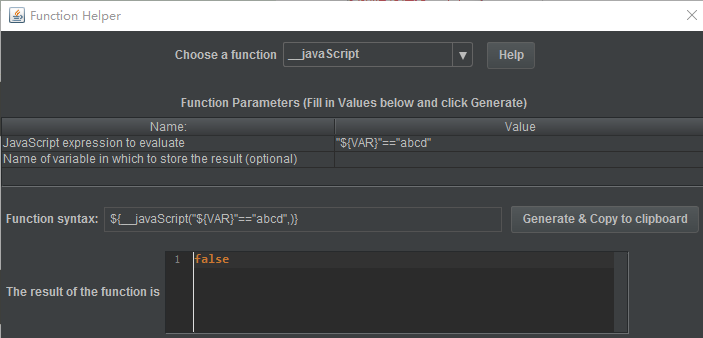 Function Helper
Choose a function __javaScript Help
Function Parameters (Fill in Values below and click Generate)
Name: Value
JavaScript expression to evaluate "${VAR}"=="abcd"
Name of variable in which to store the result (optional)
Function syntax: ${__javaScript("${VAR}"=="abcd",)} Generate & Copy to clipboard
1 false
The result of the function is